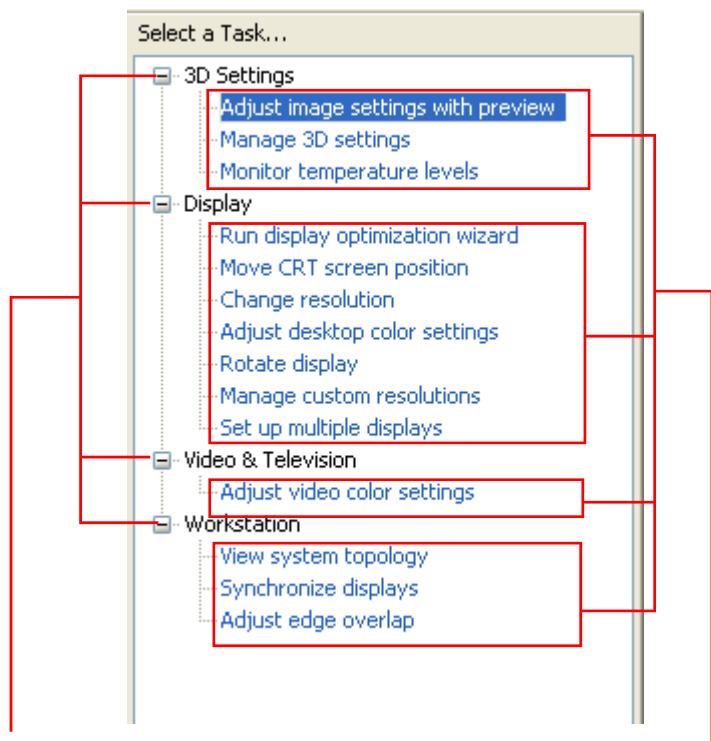 Select a Task...
3D Settings
Adjust image settings with preview
Manage 3D settings
Monitor temperature levels
Display
Run display optimization wizard
Move CRT screen position
Change resolution
Adjust desktop color settings
Rotate display
Manage custom resolutions
Set up multiple displays
Video & Television
Adjust video color settings
Workstation
View system topology
Synchronize displays
Adjust edge overlap